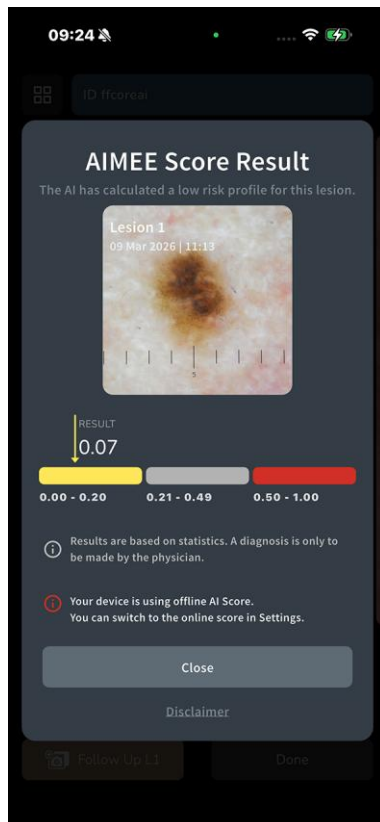 09:24
ID ffcoreai
AIMEE Score Result
The AI has calculated a low risk profile for this lesion.
Lesion 1
09 Mar 2026 | 11:13
5
RESULT
0.07
0.00 - 0.20 0.21 - 0.49 0.50 - 1.00
Results are based on statistics. A diagnosis is only to
be made by the physician.
Your device is using offline AI Score.
You can switch to the online score in Settings.
Close
Disclaimer
Follow Up L1 Done